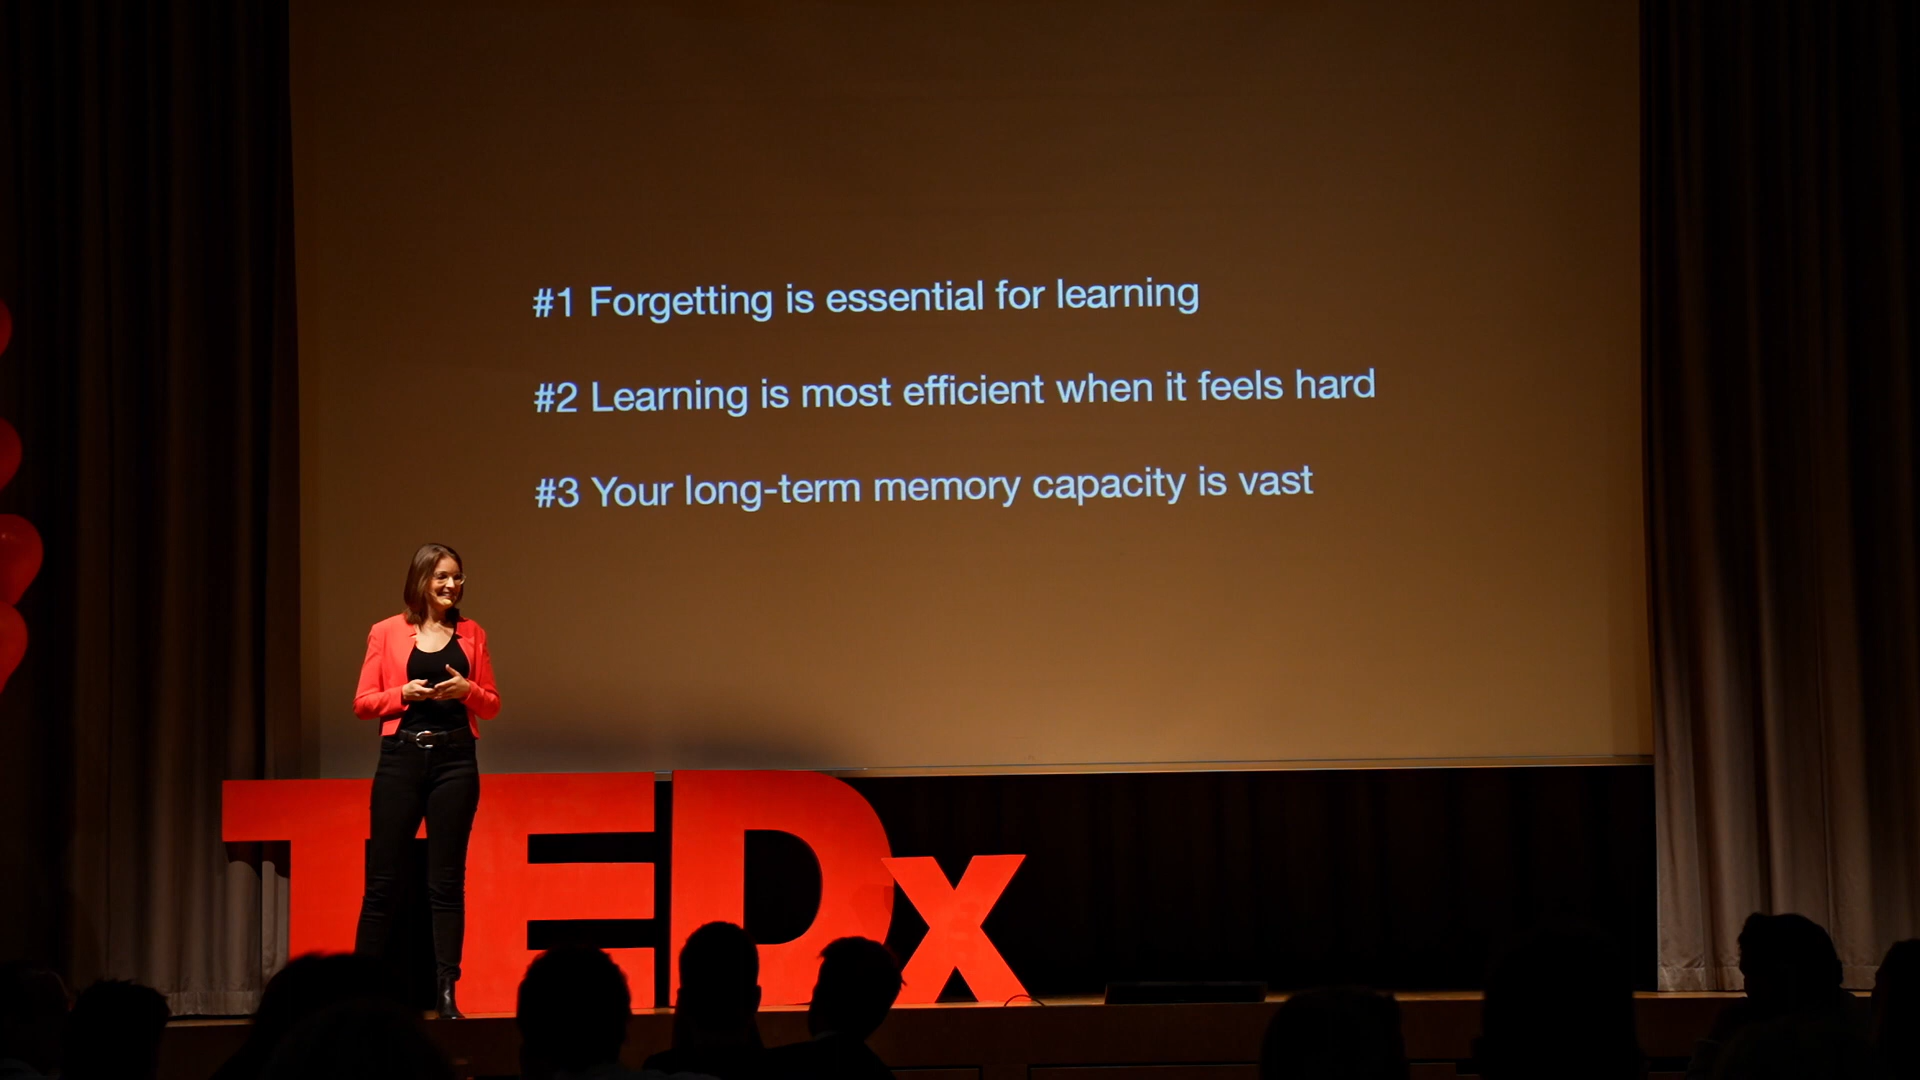 #1 Forgetting is essential for learning
#2 Learning is most efficient when it feels hard
#3 Your long-term memory capacity is vast
TEDx